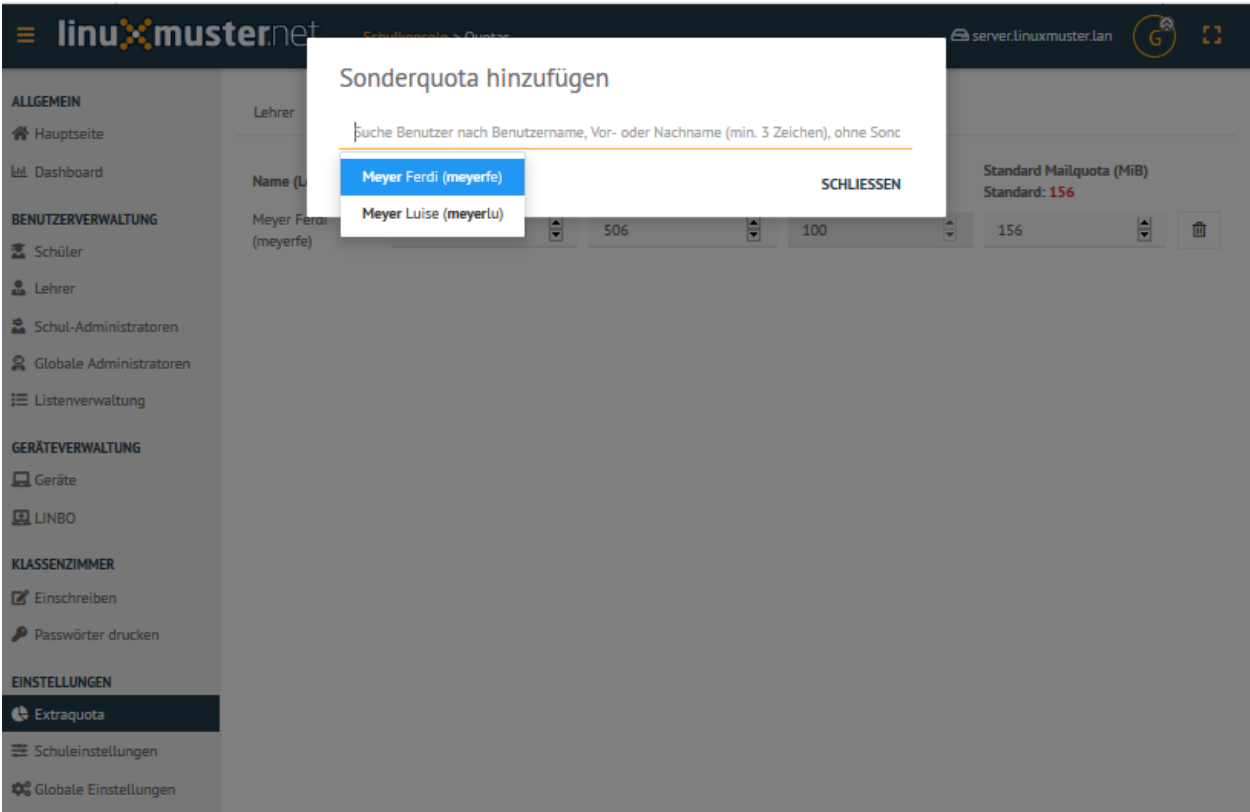 linuxmuster.net
Schulkonsole > Quotas
server.linuxmuster.lan
G
Sonderquota hinzufügen
Suche Benutzer nach Benutzername, Vor- oder Nachname (min. 3 Zeichen), ohne Sonc
Meyer Ferdi (meyerfe)
Meyer Luise (meyerlu)
SCHLIESSEN
ALLGEMEIN
Hauptseite
Dashboard
BENUTZERVERWALTUNG
Schüler
Lehrer
Schul-Administratoren
Globale Administratoren
Listenverwaltung
GERÄTEVERWALTUNG
Geräte
LINBO
KLASSENZIMMER
Einschreiben
Passwörter drucken
EINSTELLUNGEN
Extraquota
Schuleinstellungen
Globale Einstellungen
Lehrer
Name (L
Standard Mailquota (MiB)
Standard: 156
Meyer Ferdi
(meyerfe)
506
100
156